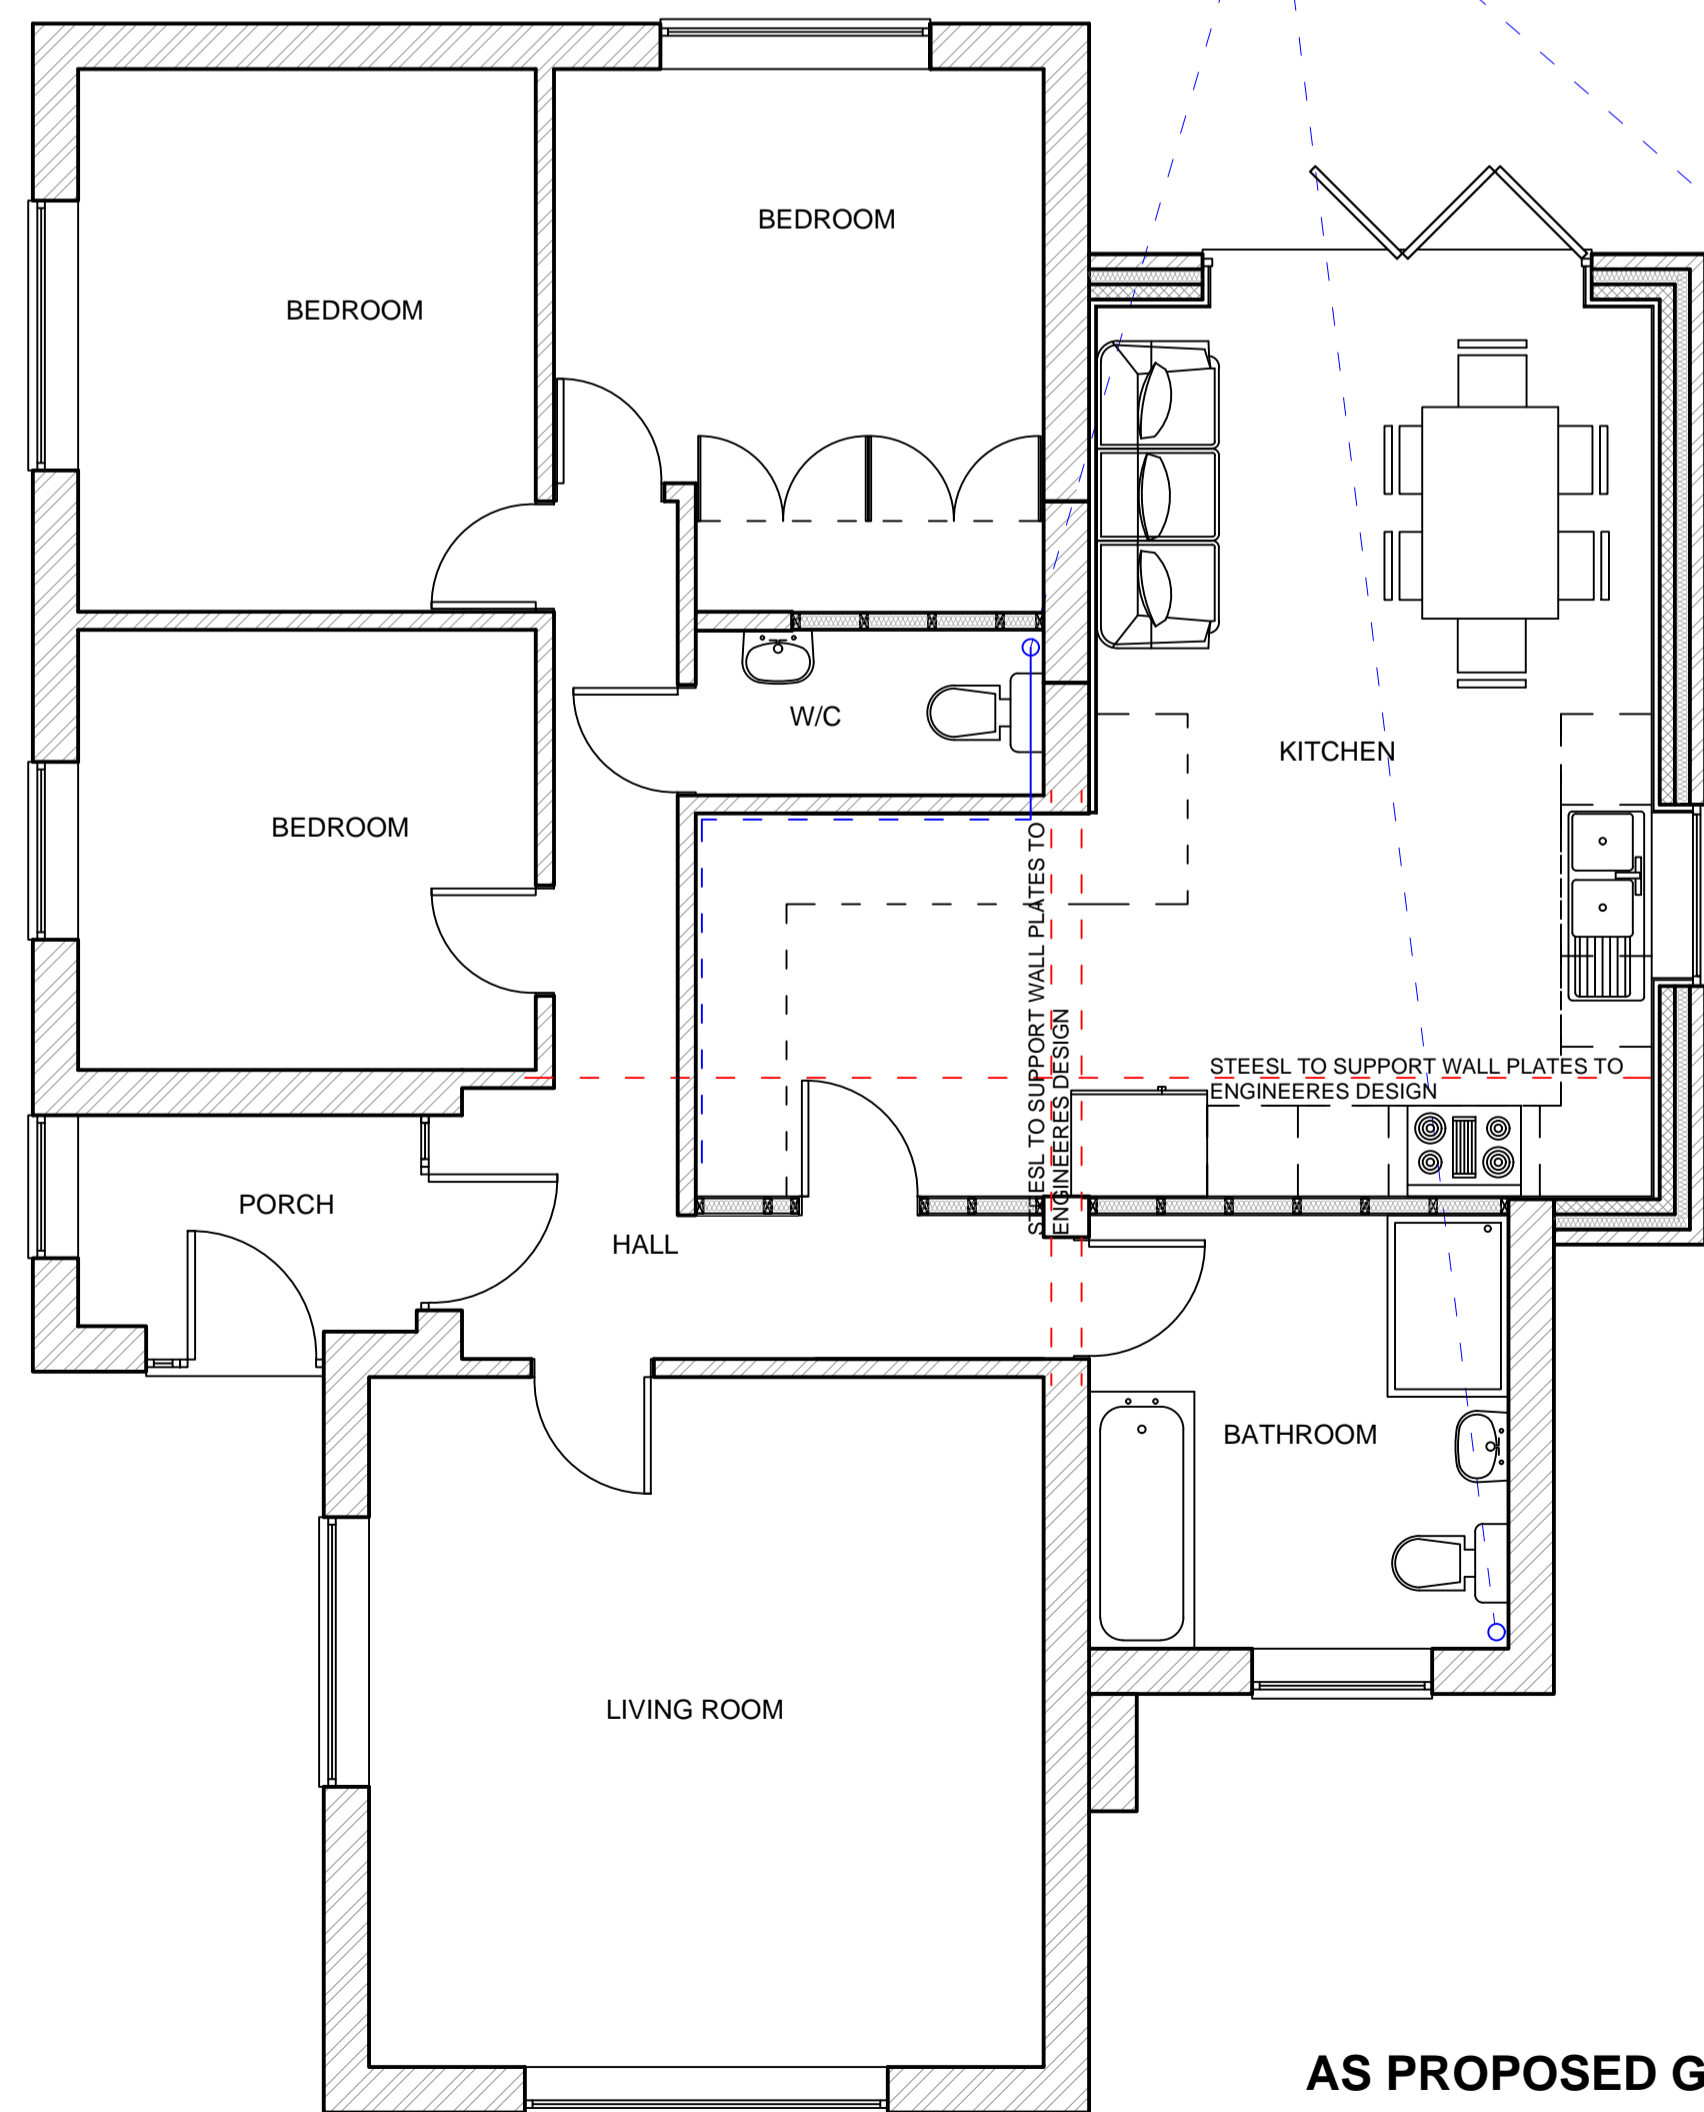 BEDROOM
BEDROOM
W/C
KITCHEN
BEDROOM
STEESL TO SUPPORT WALL PLATES TO
ENGINEERES DESIGN
STEESL TO SUPPORT WALL PLATES TO
ENGINEERES DESIGN
PORCH
HALL
BATHROOM
LIVING ROOM
AS PROPOSED G